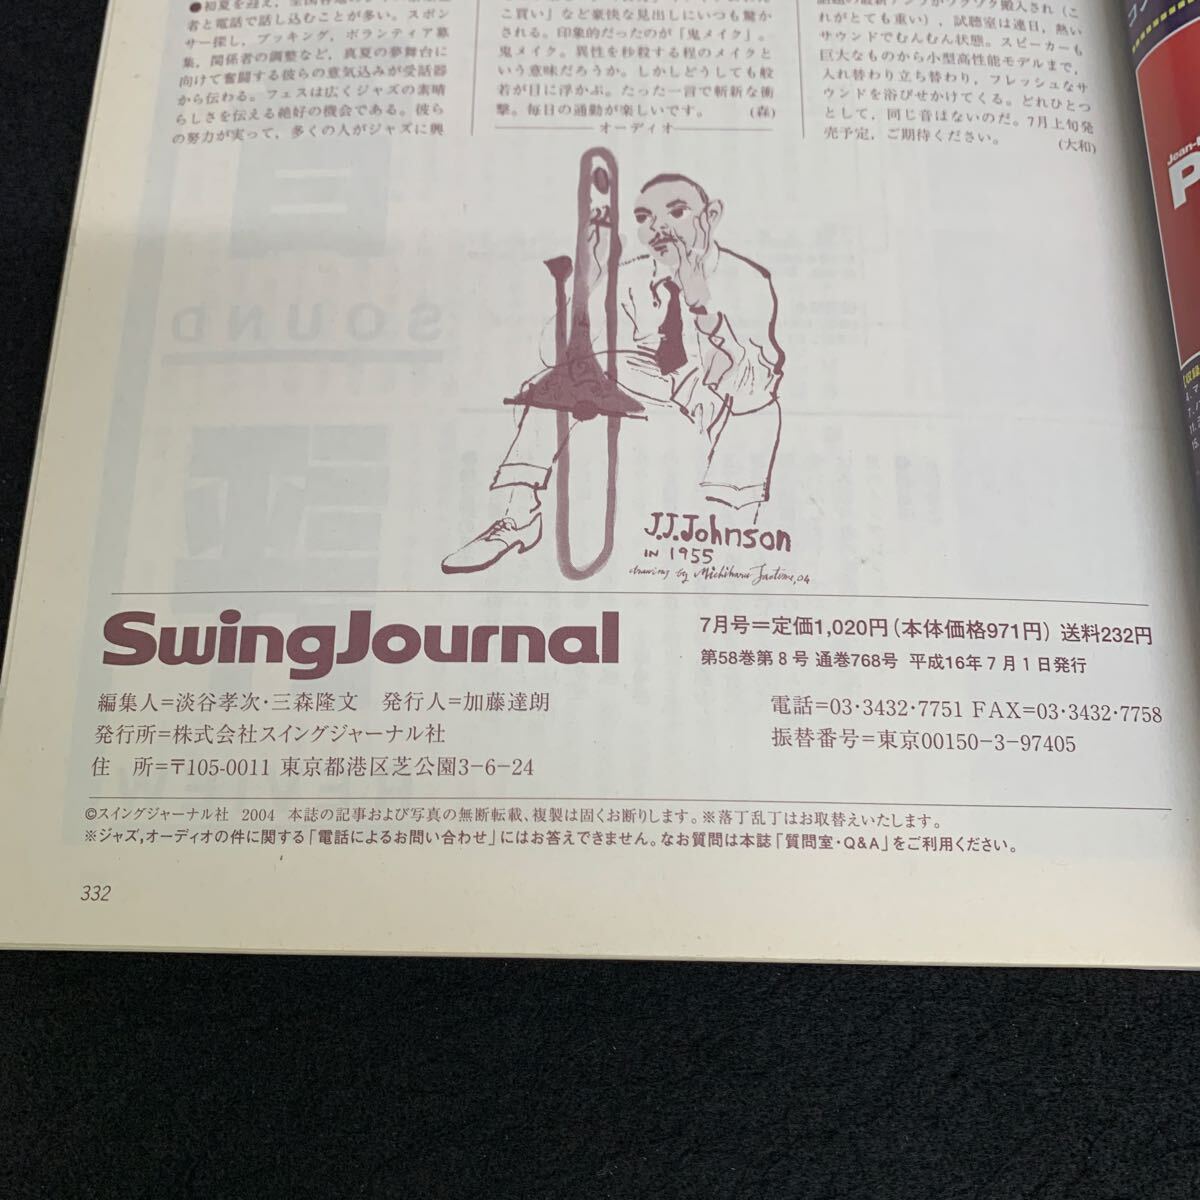 者と電話で話し込むことが多い。スポン
サー探し，ブッキング，ボランティア募
集，関係者の調整など，真夏の夢舞台に
向けて奮闘する彼らの意気込みが受話器
から伝わる。フェスは広くジャズの素晴
らしさを伝える絶好の機会である。彼ら
の努力が実って，多くの人がジャズに興
こ買い」など豪快な見出しにいつも驚か
される。印象的だったのが「鬼メイク」。
鬼メイク。異性を秒殺する程のメイクと
いう意味だろうか。しかしどうしても般
若が目に浮かぶ。たった一言で斬新な衝
撃。毎日の通勤が楽しいです。 (森)
オーディオ
れがとても重い），試聴室は連日，熱い
サウンドでむんむん状態。スピーカーも
巨大なものから小型高性能モデルまで，
入れ替わり立ち替わり，フレッシュなサ
ウンドを浴びせかけてくる。どれひとつ
として，同じ音はないのだ。7月上旬発
売予定，ご期待ください。 (大和)
J.J.Johnson
IN 1955
drawing by Michiharu Saotome, 04
Swing Journal
7月号＝定価1,020円（本体価格971円）送料232円
第58巻第8号 通巻768号 平成16年7月1日発行
編集人＝淡谷孝次・三森隆文 発行人＝加藤達朗
発行所＝株式会社スイングジャーナル社
住 所＝〒105-0011 東京都港区芝公園3-6-24
電話＝03・3432・7751 FAX＝03・3432・7758
振替番号＝東京00150-3-97405
©スイングジャーナル社 2004 本誌の記事および写真の無断転載、複製は固くお断りします。※落丁乱丁はお取替えいたします。
※ジャズ，オーディオの件に関する「電話によるお問い合わせ」にはお答えできません。なお質問は本誌「質問室・Q&A」をご利用ください。
332